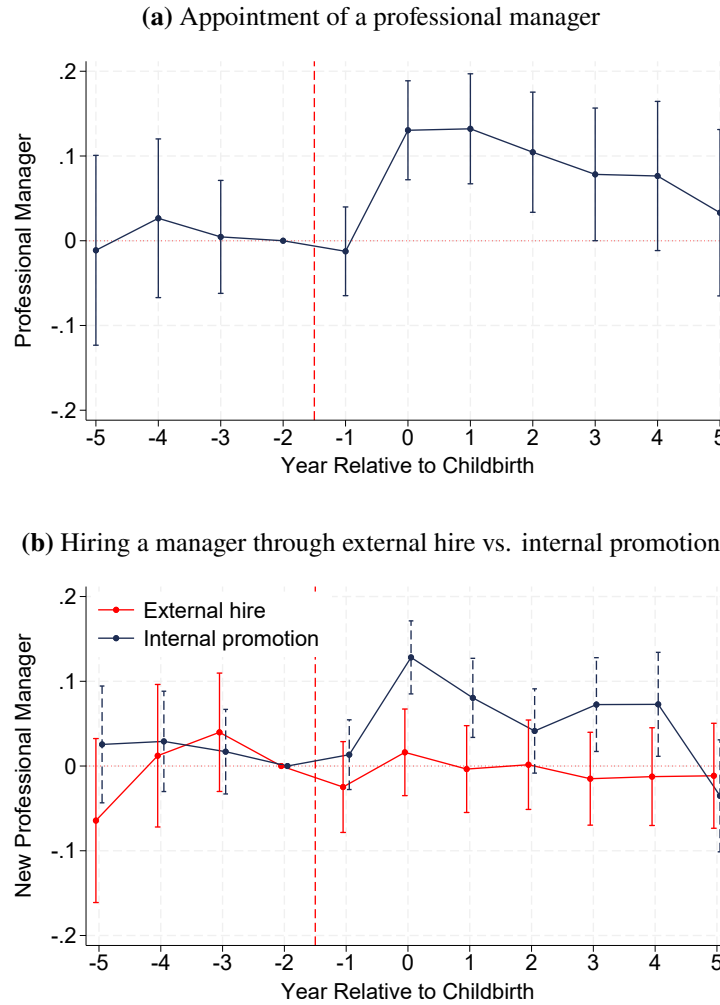 (a) Appointment of a professional manager
Professional Manager
.2
.1
0
-.1
-.2
-5 -4 -3 -2 -1 0 1 2 3 4 5
Year Relative to Childbirth
(b) Hiring a manager through external hire vs. internal promotion
New Professional Manager
.2
.1
0
-.1
-.2
External hire
Internal promotion
-5 -4 -3 -2 -1 0 1 2 3 4 5
Year Relative to Childbirth